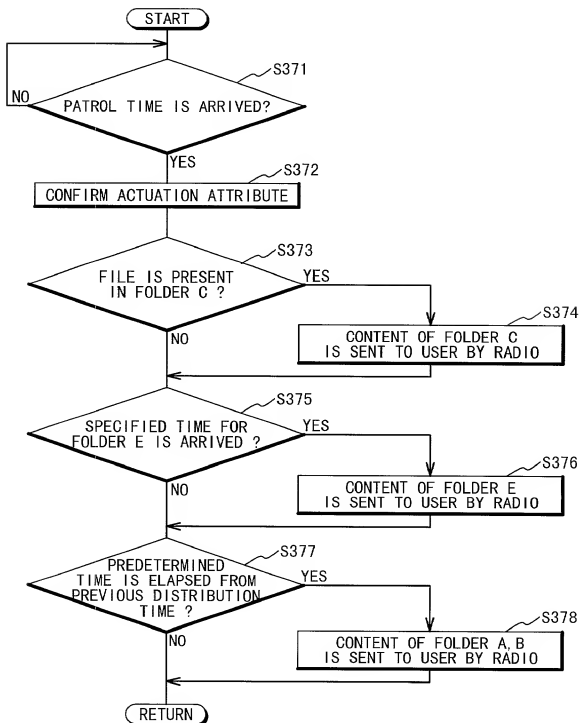 START
S371
NO
PATROL TIME IS ARRIVED?
YES
S372
CONFIRM ACTUATION ATTRIBUTE
S373
FILE IS PRESENT
IN FOLDER C ?
YES
S374
CONTENT OF FOLDER C
IS SENT TO USER BY RADIO
NO
S375
SPECIFIED TIME FOR
FOLDER E IS ARRIVED ?
YES
S376
CONTENT OF FOLDER E
IS SENT TO USER BY RADIO
NO
S377
PREDETERMINED
TIME IS ELAPSED FROM
PREVIOUS DISTRIBUTION
TIME ?
YES
S378
CONTENT OF FOLDER A,B
IS SENT TO USER BY RADIO
NO
RETURN